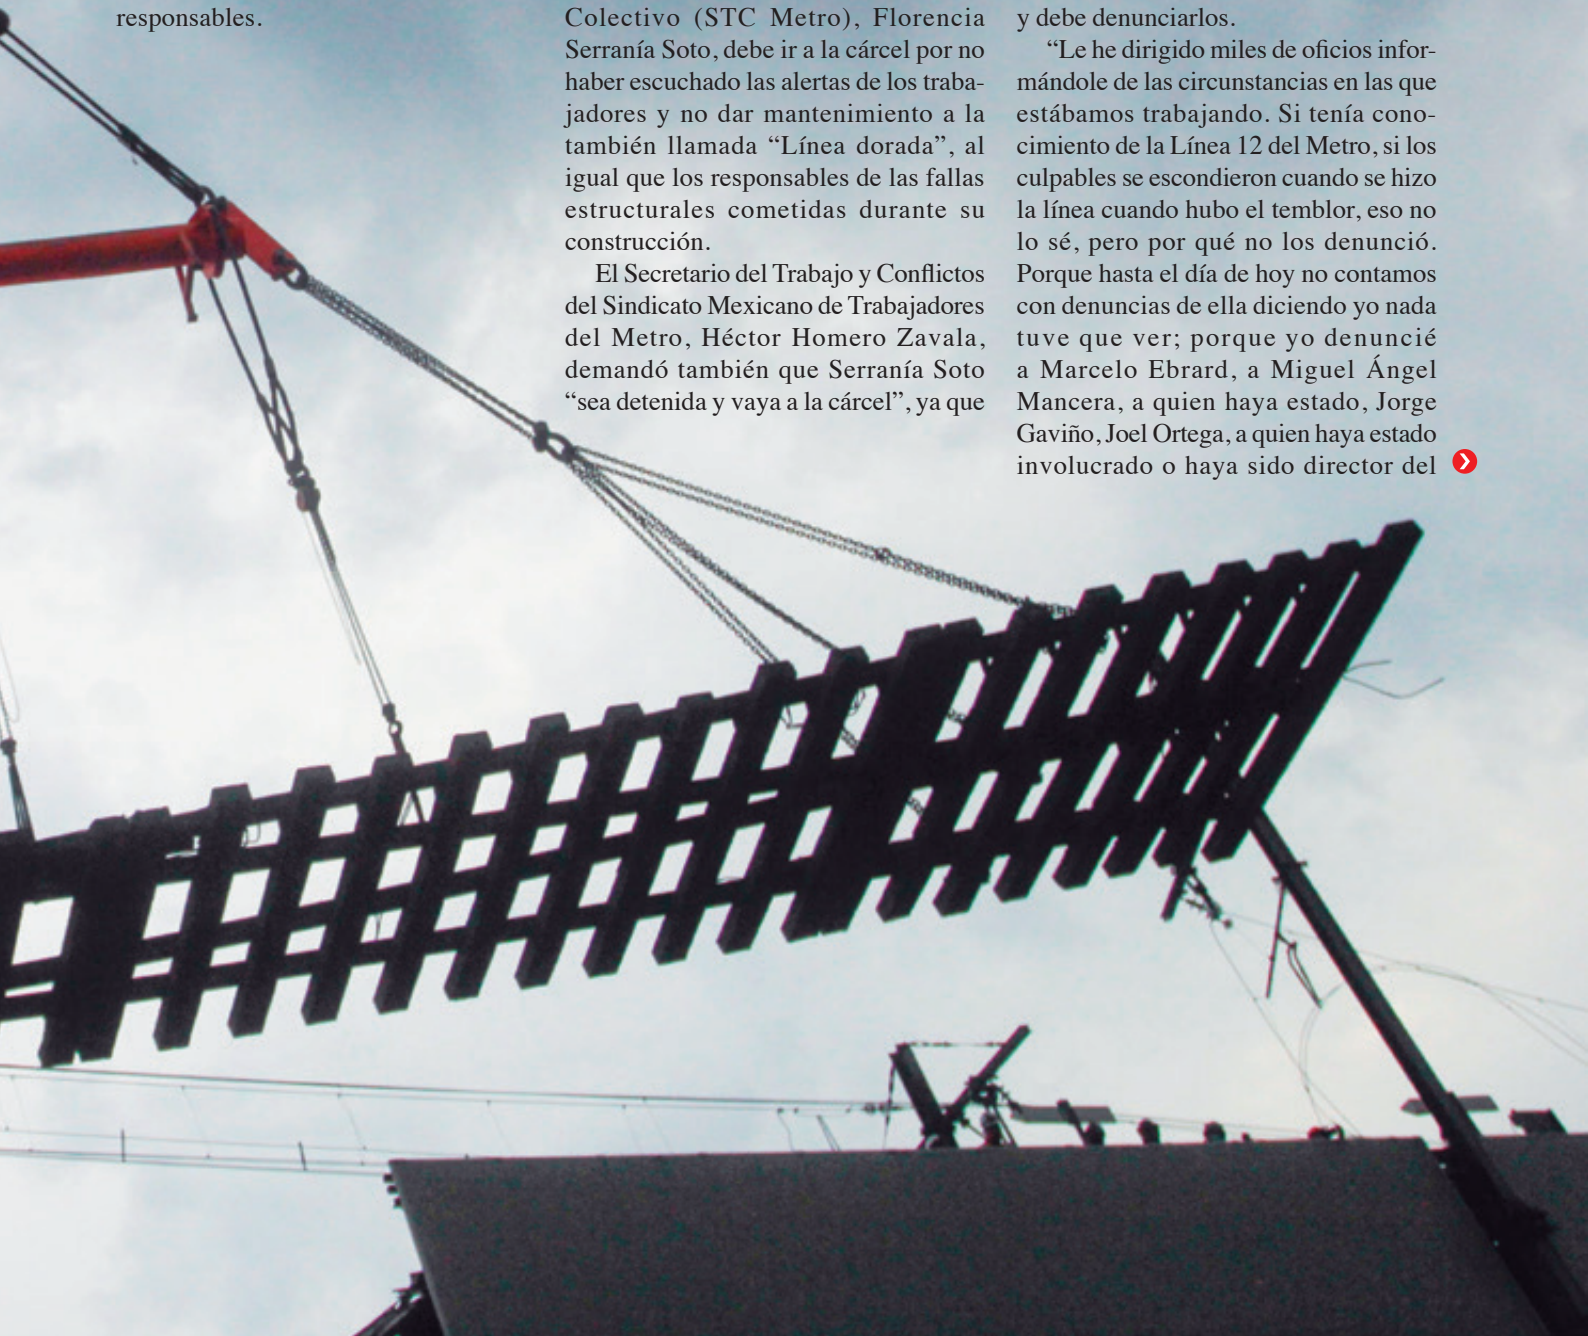 responsables.
Colectivo (STC Metro), Florencia
Serranía Soto, debe ir a la cárcel por no
haber escuchado las alertas de los traba-
jadores y no dar mantenimiento a la
también llamada “Línea dorada”, al
igual que los responsables de las fallas
estructurales cometidas durante su
construcción.
El Secretario del Trabajo y Conflictos
del Sindicato Mexicano de Trabajadores
del Metro, Héctor Homero Zavala,
demandó también que Serranía Soto
“sea detenida y vaya a la cárcel”, ya que
y debe denunciarlos.
“Le he dirigido miles de oficios infor-
mándole de las circunstancias en las que
estábamos trabajando. Si tenía cono-
cimiento de la Línea 12 del Metro, si los
culpables se escondieron cuando se hizo
la línea cuando hubo el temblor, eso no
lo sé, pero por qué no los denunció.
Porque hasta el día de hoy no contamos
con denuncias de ella diciendo yo nada
tuve que ver; porque yo denuncié
a Marcelo Ebrard, a Miguel Ángel
Mancera, a quien haya estado, Jorge
Gaviño, Joel Ortega, a quien haya estado
involucrado o haya sido director del